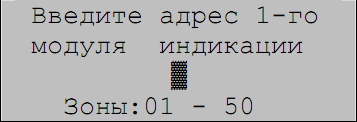 Введите адрес 1-го
модуля индикации
Зоны:01 - 50